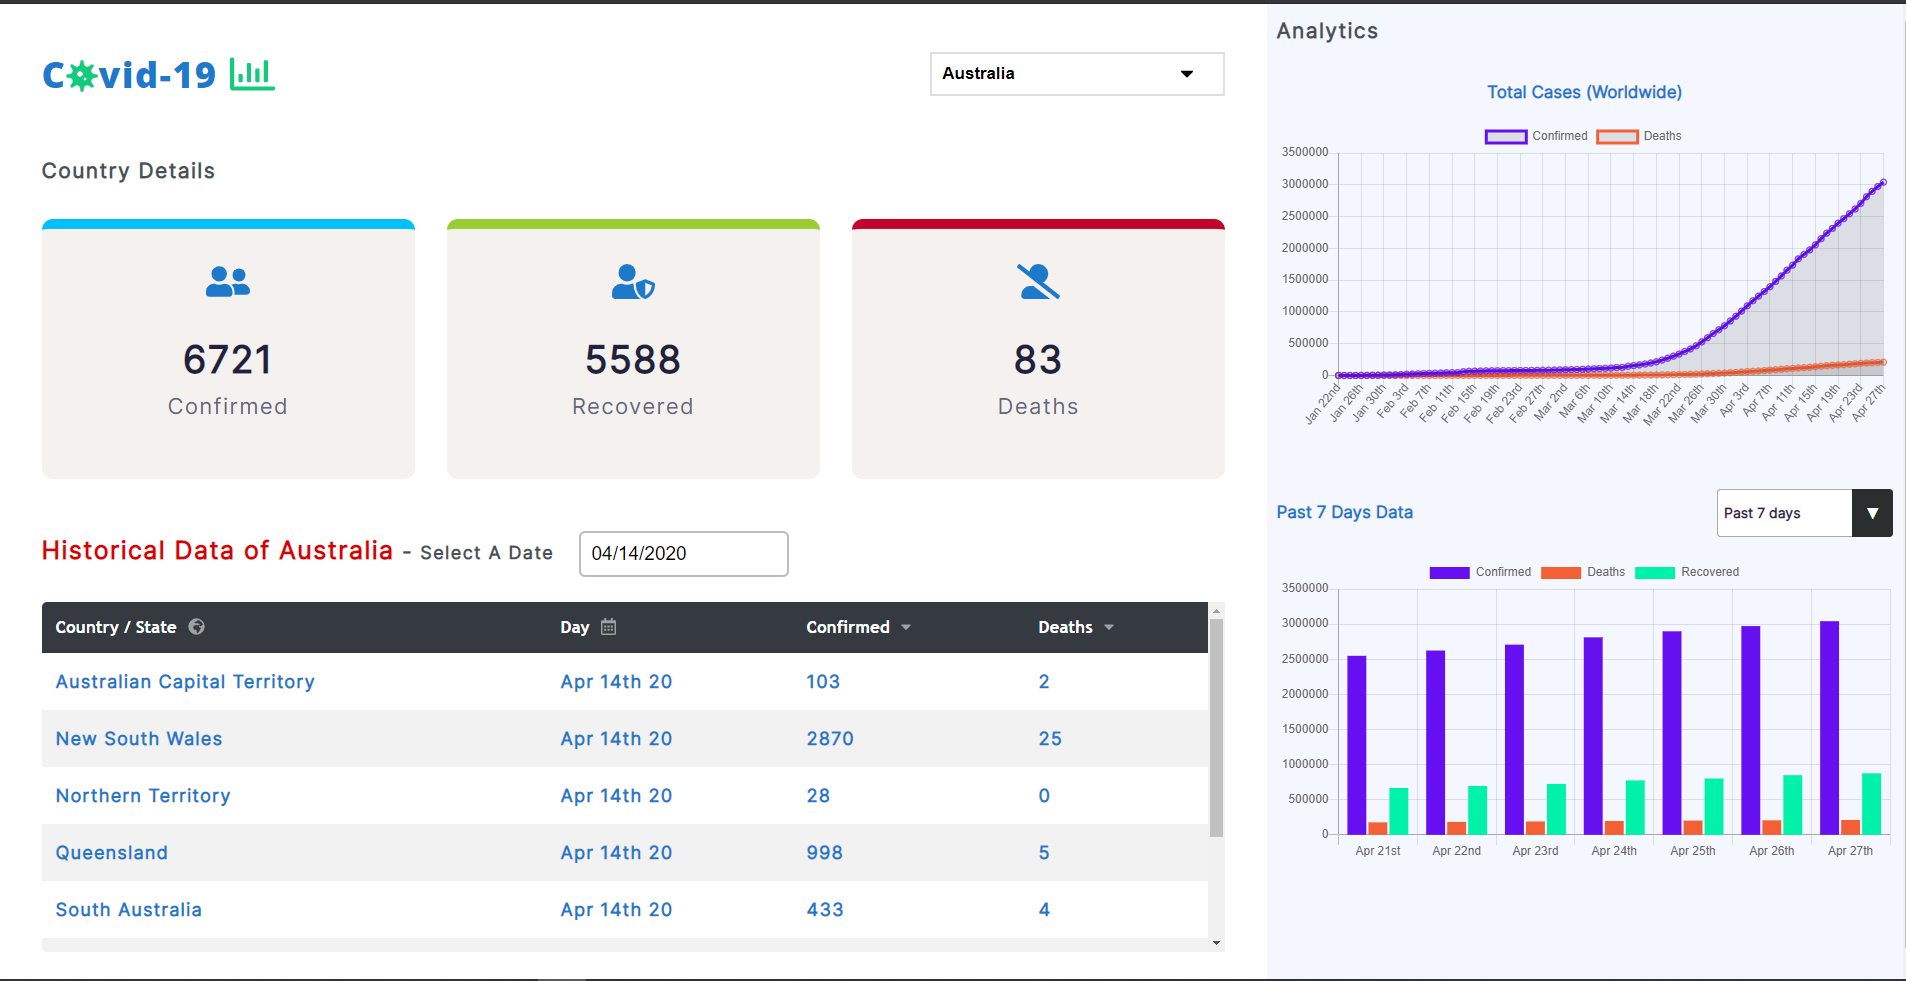 Covid-19
Australia
Country Details
6721
Confirmed
5588
Recovered
83
Deaths
Historical Data of Australia - Select A Date
04/14/2020
Country / State Day Confirmed Deaths
Australian Capital Territory Apr 14th 20 103 2
New South Wales Apr 14th 20 2870 25
Northern Territory Apr 14th 20 28 0
Queensland Apr 14th 20 998 5
South Australia Apr 14th 20 433 4
Analytics
Total Cases (Worldwide)
Confirmed Deaths
3500000
3000000
2500000
2000000
1500000
1000000
500000
0
Jan 22nd Jan 26th Jan 30th Feb 3rd Feb 7th Feb 11th Feb 15th Feb 19th Feb 23rd Feb 27th Mar 2nd Mar 6th Mar 10th Mar 14th Mar 18th Mar 22nd Mar 26th Mar 30th Apr 3rd Apr 7th Apr 11th Apr 15th Apr 19th Apr 23rd Apr 27th
Past 7 Days Data
Past 7 days
Confirmed Deaths Recovered
3500000
3000000
2500000
2000000
1500000
1000000
500000
0
Apr 21st Apr 22nd Apr 23rd Apr 24th Apr 25th Apr 26th Apr 27th